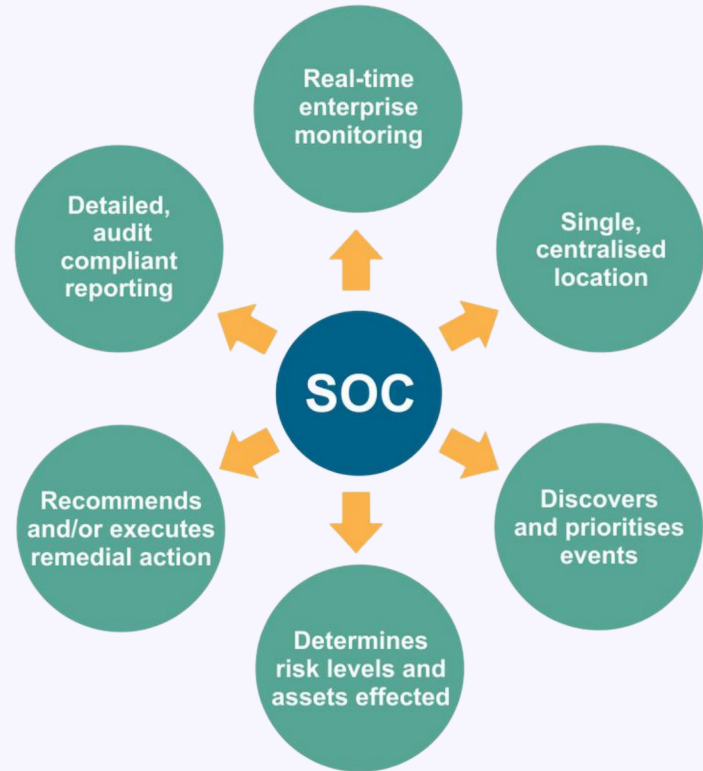 Real-time
enterprise
monitoring
Detailed,
audit
compliant
reporting
Single,
centralised
location
SOC
Recommends
and/or executes
remedial action
Discovers
and prioritises
events
Determines
risk levels and
assets effected